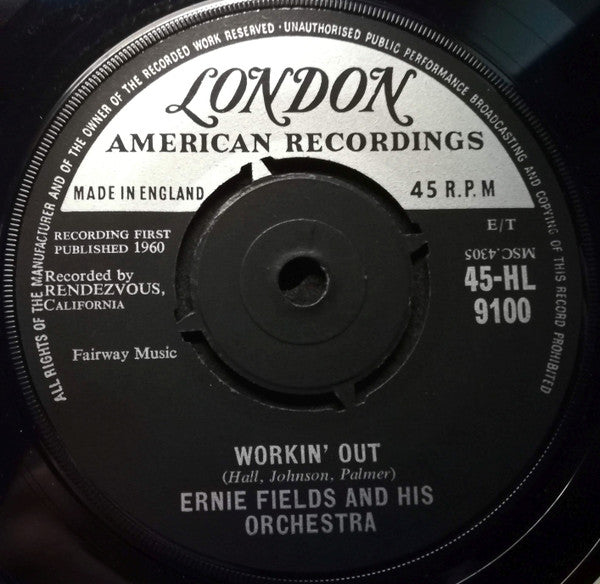 ALL RIGHTS OF THE MANUFACTURER AND OF THE OWNER OF THE RECORDED WORK RESERVED · UNAUTHORISED PUBLIC PERFORMANCE BROADCASTING AND COPYING OF THIS RECORD PROHIBITED
LONDON
AMERICAN RECORDINGS
MADE IN ENGLAND
45 R.P.M
RECORDING FIRST
PUBLISHED 1960
E/T
MSC.4305
Recorded by
RENDEZVOUS,
CALIFORNIA
45-HL
9100
Fairway Music
WORKIN' OUT
(Hall, Johnson, Palmer)
ERNIE FIELDS AND HIS
ORCHESTRA